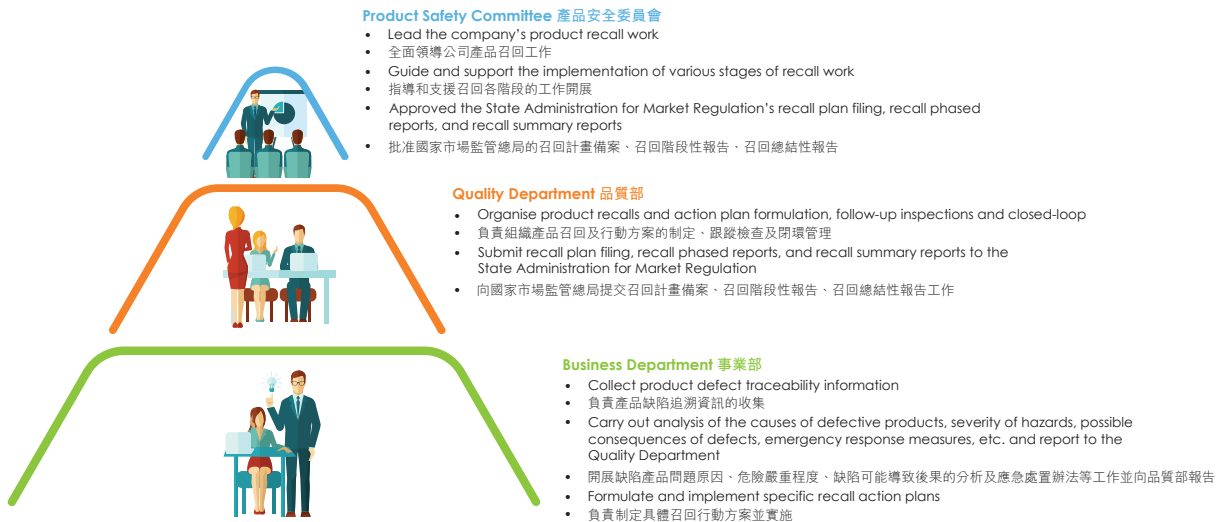 Product Safety Committee 產品安全委員會
• Lead the company's product recall work
• 全面領導公司產品召回工作
• Guide and support the implementation of various stages of recall work
• 指導和支援召回各階段的工作開展
• Approved the State Administration for Market Regulation's recall plan filing, recall phased
reports, and recall summary reports
• 批准國家市場監管總局的召回計畫備案、召回階段性報告、召回總結性報告
Quality Department 品質部
• Organise product recalls and action plan formulation, follow-up inspections and closed-loop
• 負責組織產品召回及行動方案的制定、跟蹤檢查及閉環管理
• Submit recall plan filing, recall phased reports, and recall summary reports to the
State Administration for Market Regulation
• 向國家市場監管總局提交召回計畫備案、召回階段性報告、召回總結性報告工作
Business Department 事業部
• Collect product defect traceability information
• 負責產品缺陷追溯資訊的收集
• Carry out analysis of the causes of defective products, severity of hazards, possible
consequences of defects, emergency response measures, etc. and report to the
Quality Department
• 開展缺陷產品問題原因、危險嚴重程度、缺陷可能導致後果的分析及應急處置辦法等工作並向品質部報告
• Formulate and implement specific recall action plans
• 負責制定具體召回行動方案並實施